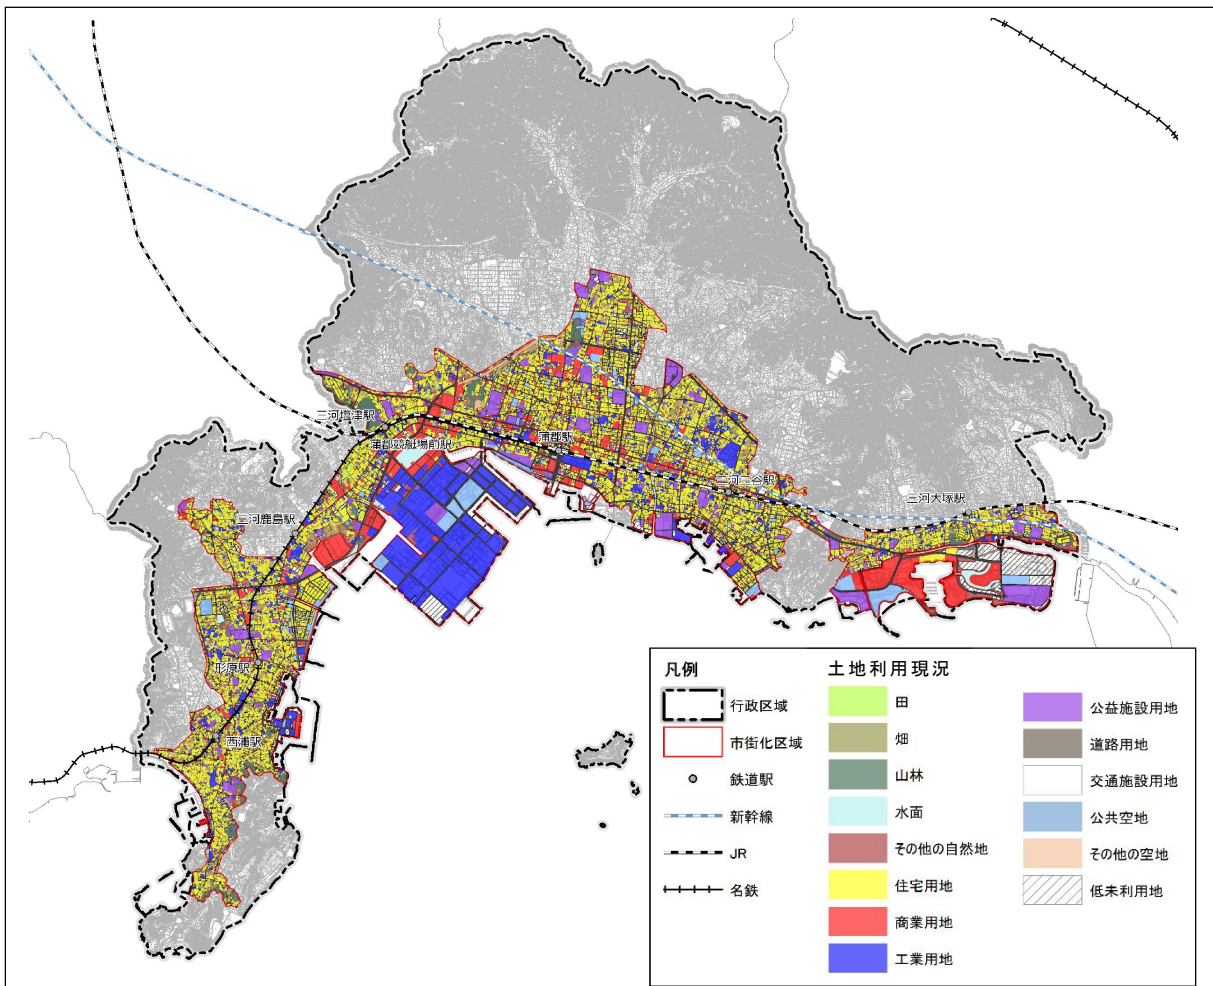 三河塩津駅
蒲郡競艇場前駅
蒲郡駅
三河三谷駅
三河大塚駅
三河鹿島駅
形原駅
西浦駅
凡例
行政区域
市街化区域
鉄道駅
新幹線
JR
名鉄
土地利用現況
田
畑
山林
水面
その他の自然地
住宅用地
商業用地
工業用地
公益施設用地
道路用地
交通施設用地
公共空地
その他の空地
低未利用地